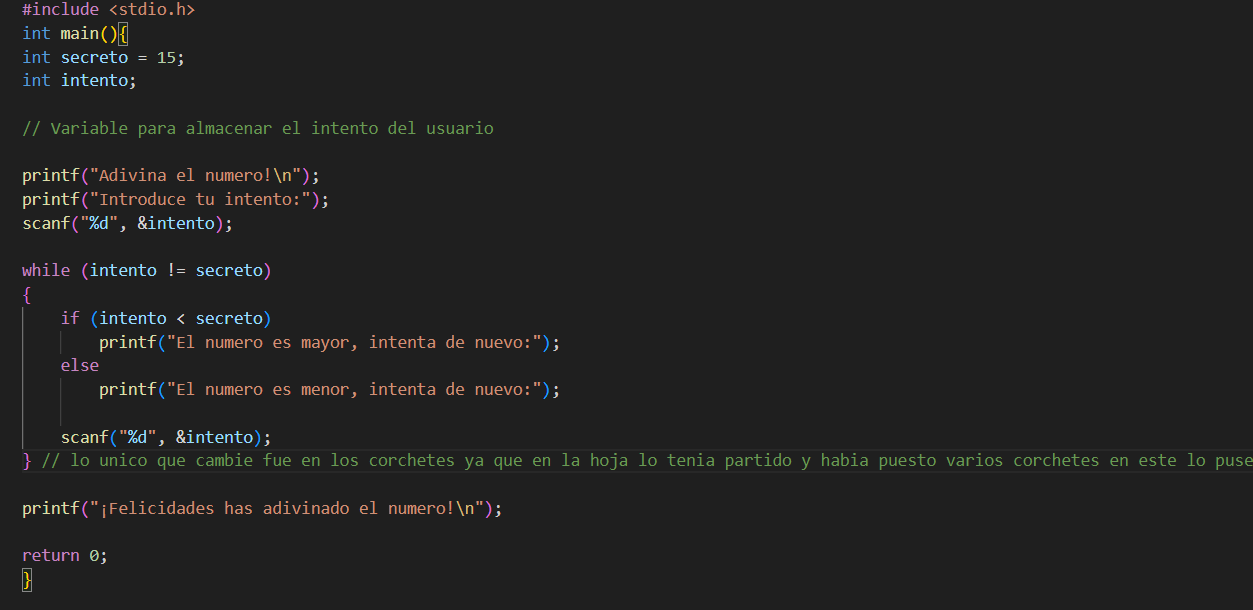 #include <stdio.h>
int main(){
int secreto = 15;
int intento;
// Variable para almacenar el intento del usuario
printf("Adivina el numero!\n");
printf("Introduce tu intento:");
scanf("%d", &intento);
while (intento != secreto)
{
if (intento < secreto)
printf("El numero es mayor, intenta de nuevo:");
else
printf("El numero es menor, intenta de nuevo:");
scanf("%d", &intento);
} // lo unico que cambie fue en los corchetes ya que en la hoja lo tenia partido y habia puesto varios corchetes en este lo puse
printf("¡Felicidades has adivinado el numero!\n");
return 0;
}